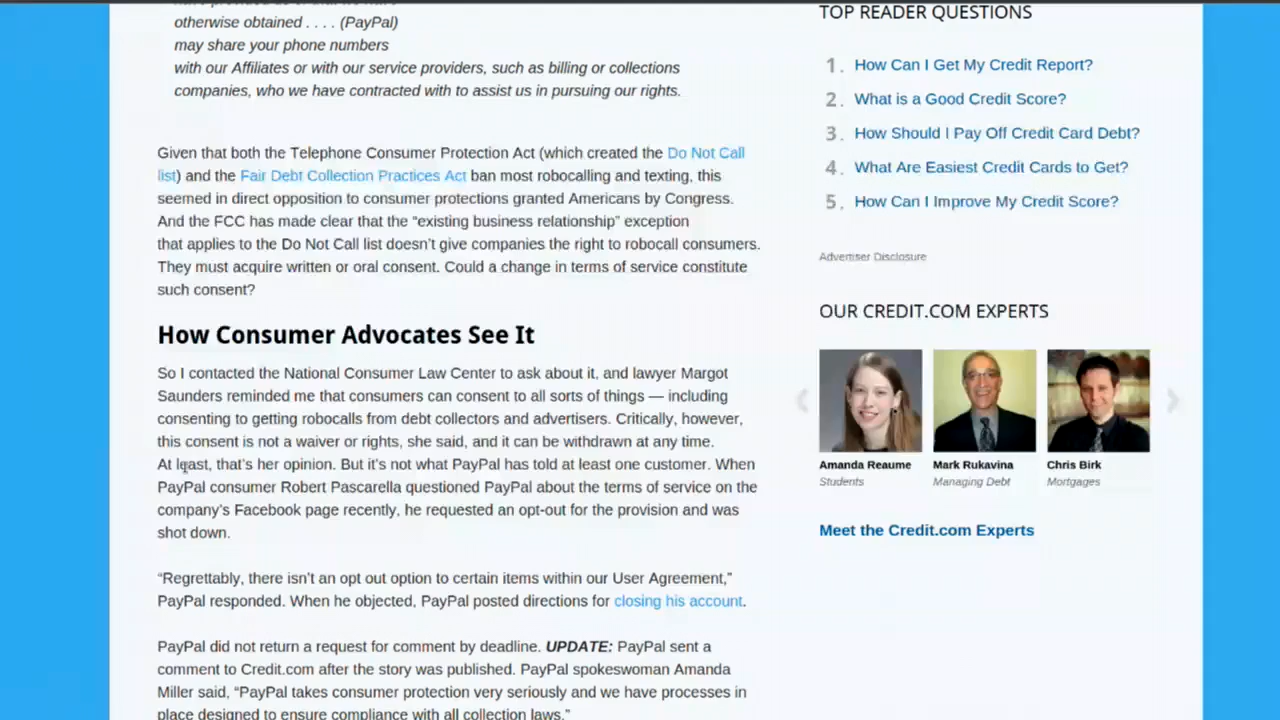 otherwise obtained . . . . (PayPal)
may share your phone numbers
with our Affiliates or with our service providers, such as billing or collections
companies, who we have contracted with to assist us in pursuing our rights.
Given that both the Telephone Consumer Protection Act (which created the Do Not Call
list) and the Fair Debt Collection Practices Act ban most robocalling and texting, this
seemed in direct opposition to consumer protections granted Americans by Congress.
And the FCC has made clear that the “existing business relationship” exception
that applies to the Do Not Call list doesn’t give companies the right to robocall consumers.
They must acquire written or oral consent. Could a change in terms of service constitute
such consent?
How Consumer Advocates See It
So I contacted the National Consumer Law Center to ask about it, and lawyer Margot
Saunders reminded me that consumers can consent to all sorts of things — including
consenting to getting robocalls from debt collectors and advertisers. Critically, however,
this consent is not a waiver or rights, she said, and it can be withdrawn at any time.
At least, that’s her opinion. But it’s not what PayPal has told at least one customer. When
PayPal consumer Robert Pascarella questioned PayPal about the terms of service on the
company’s Facebook page recently, he requested an opt-out for the provision and was
shot down.
“Regrettably, there isn’t an opt out option to certain items within our User Agreement,”
PayPal responded. When he objected, PayPal posted directions for closing his account.
PayPal did not return a request for comment by deadline. UPDATE: PayPal sent a
comment to Credit.com after the story was published. PayPal spokeswoman Amanda
Miller said, “PayPal takes consumer protection very seriously and we have processes in
place designed to ensure compliance with all collection laws.”
TOP READER QUESTIONS
1. How Can I Get My Credit Report?
2. What is a Good Credit Score?
3. How Should I Pay Off Credit Card Debt?
4. What Are Easiest Credit Cards to Get?
5. How Can I Improve My Credit Score?
Advertiser Disclosure
OUR CREDIT.COM EXPERTS
Amanda Reaume
Students
Mark Rukavina
Managing Debt
Chris Birk
Mortgages
Meet the Credit.com Experts